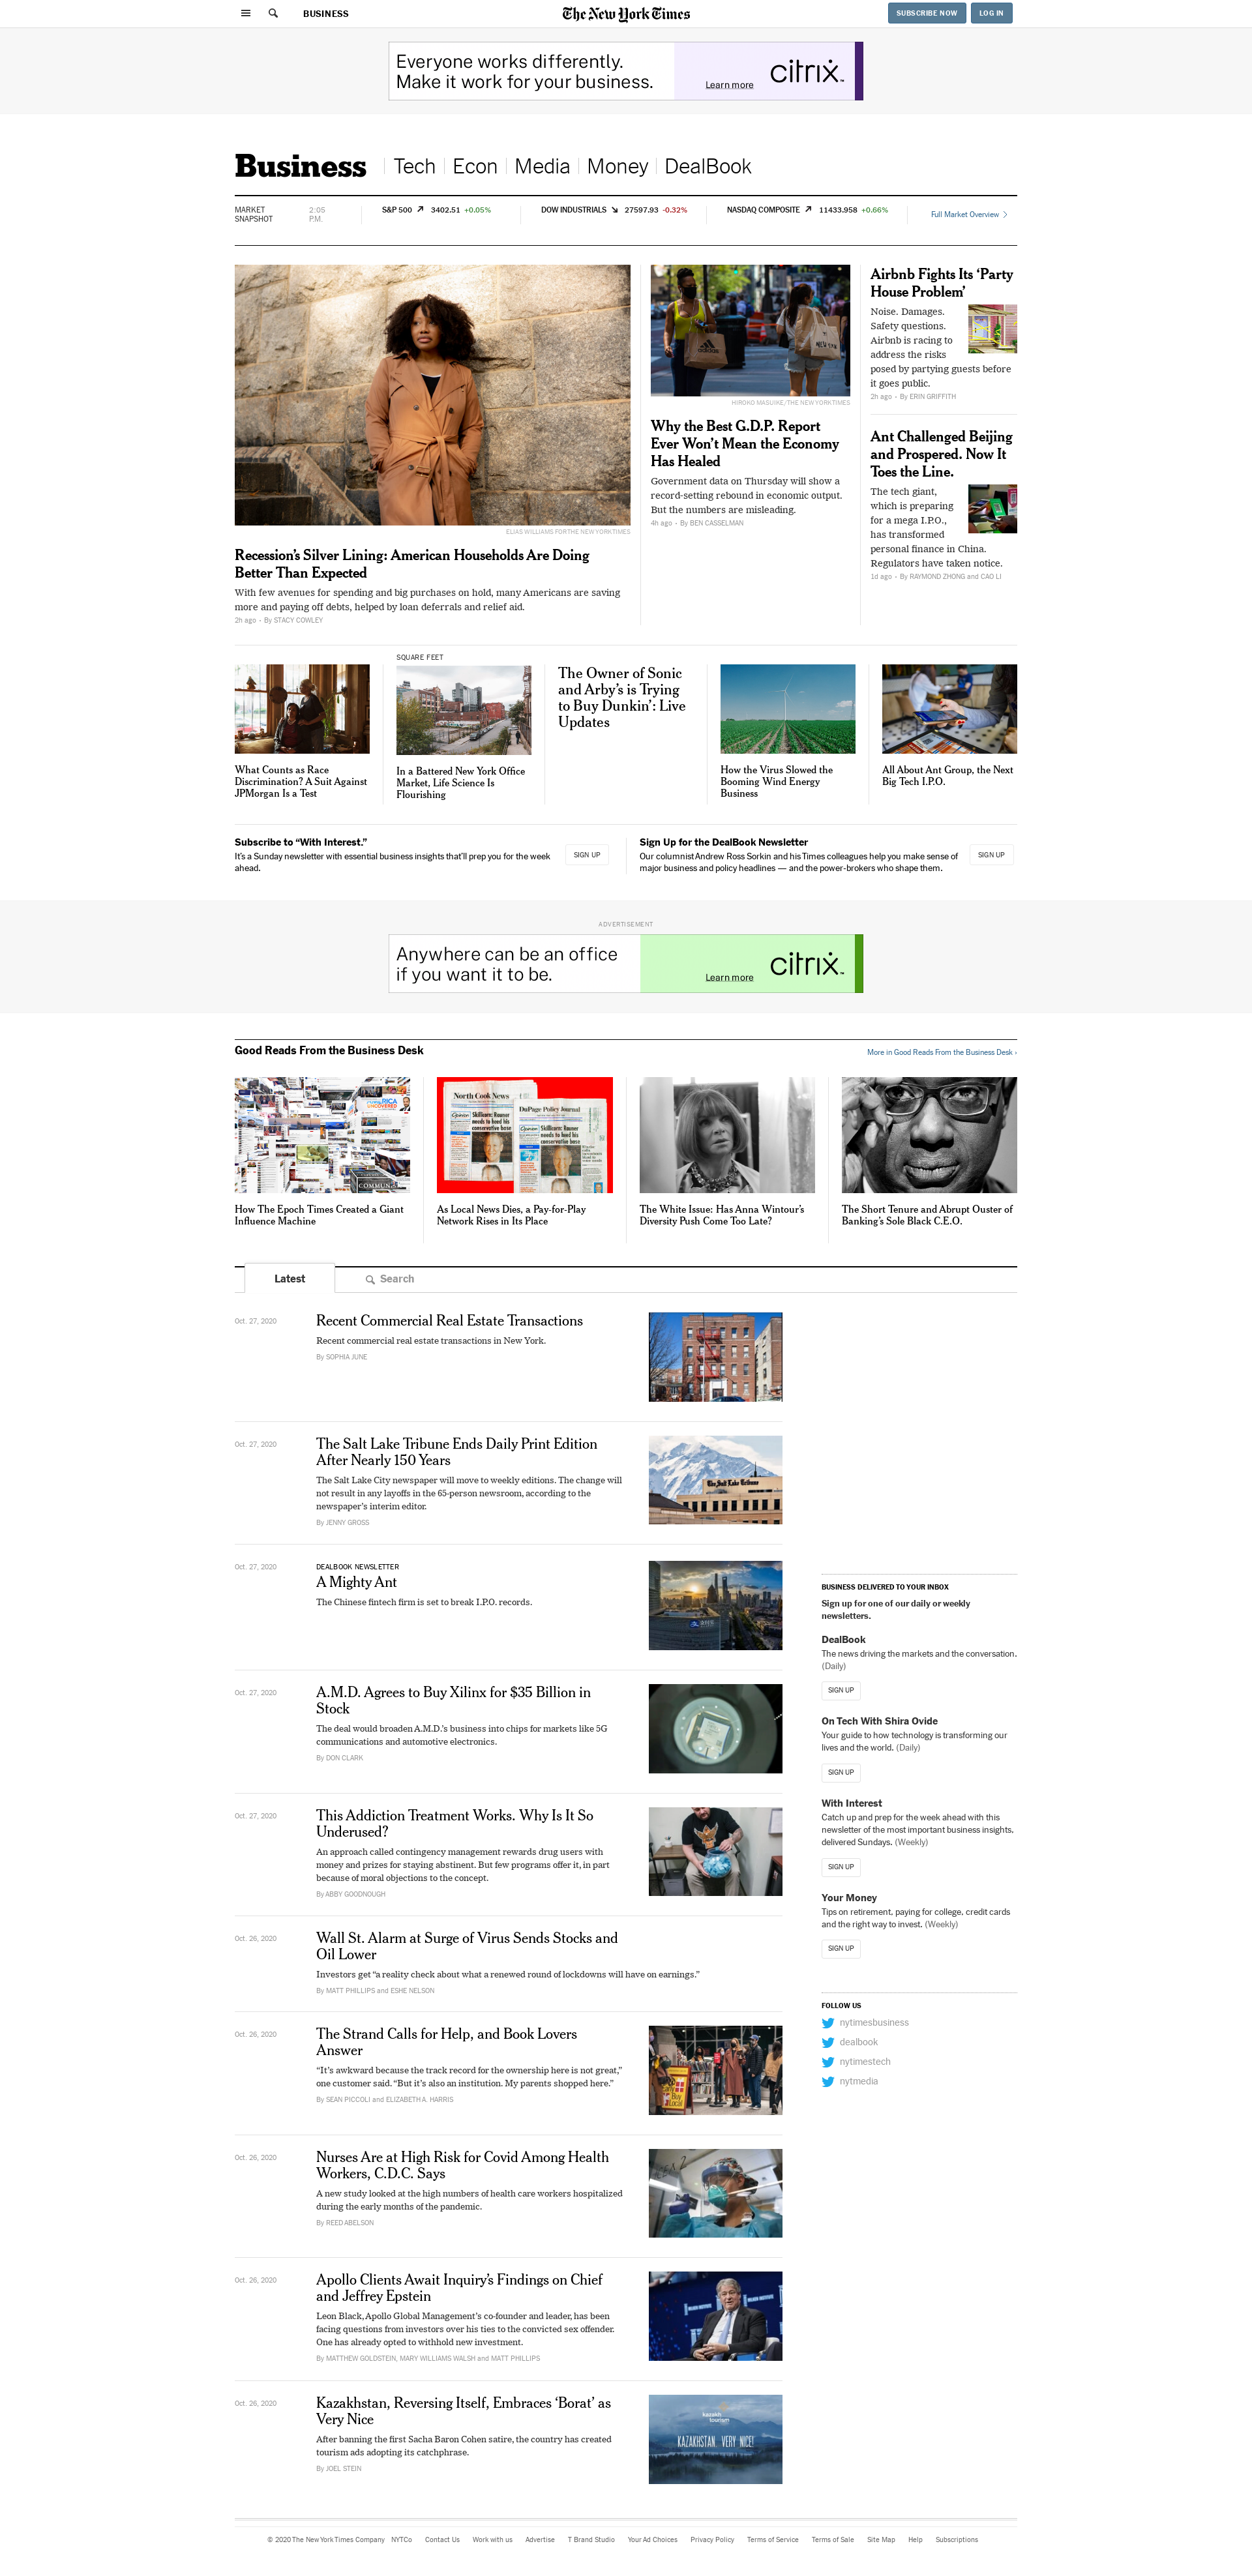 BUSINESS
The New York Times
SUBSCRIBE NOW
LOG IN
Everyone works differently.
Make it work for your business.
Learn more
citrix™
Business
Tech
Econ
Media
Money
DealBook
MARKET
SNAPSHOT
2:05
P.M.
S&P 500 3402.51 +0.05%
DOW INDUSTRIALS 27597.93 -0.32%
NASDAQ COMPOSITE 11433.958 +0.66%
Full Market Overview
ELIAS WILLIAMS FOR THE NEW YORK TIMES
Recession’s Silver Lining: American Households Are Doing
Better Than Expected
With few avenues for spending and big purchases on hold, many Americans are saving
more and paying off debts, helped by loan deferrals and relief aid.
2h ago - By STACY COWLEY
adidas
HIROKO MASUIKE/THE NEW YORK TIMES
Why the Best G.D.P. Report
Ever Won’t Mean the Economy
Has Healed
Government data on Thursday will show a
record-setting rebound in economic output.
But the numbers are misleading.
4h ago - By BEN CASSELMAN
Airbnb Fights Its ‘Party
House Problem’
Noise. Damages.
Safety questions.
Airbnb is racing to
address the risks
posed by partying guests before
it goes public.
2h ago - By ERIN GRIFFITH
Ant Challenged Beijing
and Prospered. Now It
Toes the Line.
The tech giant,
which is preparing
for a mega I.P.O.,
has transformed
personal finance in China.
Regulators have taken notice.
1d ago - By RAYMOND ZHONG and CAO LI
What Counts as Race
Discrimination? A Suit Against
JPMorgan Is a Test
SQUARE FEET
In a Battered New York Office
Market, Life Science Is
Flourishing
The Owner of Sonic
and Arby’s is Trying
to Buy Dunkin’: Live
Updates
How the Virus Slowed the
Booming Wind Energy
Business
All About Ant Group, the Next
Big Tech I.P.O.
Subscribe to “With Interest.”
It’s a Sunday newsletter with essential business insights that’ll prep you for the week
ahead.
SIGN UP
Sign Up for the DealBook Newsletter
Our columnist Andrew Ross Sorkin and his Times colleagues help you make sense of
major business and policy headlines — and the power-brokers who shape them.
SIGN UP
ADVERTISEMENT
Anywhere can be an office
if you want it to be.
Learn more
citrix™
Good Reads From the Business Desk
More in Good Reads From the Business Desk ›
North Cook News
DuPage Policy Journal
How The Epoch Times Created a Giant
Influence Machine
As Local News Dies, a Pay-for-Play
Network Rises in Its Place
The White Issue: Has Anna Wintour’s
Diversity Push Come Too Late?
The Short Tenure and Abrupt Ouster of
Banking’s Sole Black C.E.O.
Latest
Search
Oct. 27, 2020
Recent Commercial Real Estate Transactions
Recent commercial real estate transactions in New York.
By SOPHIA JUNE
Oct. 27, 2020
The Salt Lake Tribune Ends Daily Print Edition
After Nearly 150 Years
The Salt Lake City newspaper will move to weekly editions. The change will
not result in any layoffs in the 65-person newsroom, according to the
newspaper’s interim editor.
By JENNY GROSS
The Salt Lake Tribune
Oct. 27, 2020
DEALBOOK NEWSLETTER
A Mighty Ant
The Chinese fintech firm is set to break I.P.O. records.
Oct. 27, 2020
A.M.D. Agrees to Buy Xilinx for $35 Billion in
Stock
The deal would broaden A.M.D.’s business into chips for markets like 5G
communications and automotive electronics.
By DON CLARK
Oct. 27, 2020
This Addiction Treatment Works. Why Is It So
Underused?
An approach called contingency management rewards drug users with
money and prizes for staying abstinent. But few programs offer it, in part
because of moral objections to the concept.
By ABBY GOODNOUGH
Oct. 26, 2020
Wall St. Alarm at Surge of Virus Sends Stocks and
Oil Lower
Investors get “a reality check about what a renewed round of lockdowns will have on earnings.”
By MATT PHILLIPS and ESHE NELSON
Oct. 26, 2020
The Strand Calls for Help, and Book Lovers
Answer
“It’s awkward because the track record for the ownership here is not great,”
one customer said. “But it’s also an institution. My parents shopped here.”
By SEAN PICCOLI and ELIZABETH A. HARRIS
Buy
Local
Oct. 26, 2020
Nurses Are at High Risk for Covid Among Health
Workers, C.D.C. Says
A new study looked at the high numbers of health care workers hospitalized
during the early months of the pandemic.
By REED ABELSON
Oct. 26, 2020
Apollo Clients Await Inquiry’s Findings on Chief
and Jeffrey Epstein
Leon Black, Apollo Global Management’s co-founder and leader, has been
facing questions from investors over his ties to the convicted sex offender.
One has already opted to withhold new investment.
By MATTHEW GOLDSTEIN, MARY WILLIAMS WALSH and MATT PHILLIPS
Oct. 26, 2020
Kazakhstan, Reversing Itself, Embraces ‘Borat’ as
Very Nice
After banning the first Sacha Baron Cohen satire, the country has created
tourism ads adopting its catchphrase.
By JOEL STEIN
kazakh
tourism
KAZAKHSTAN. VERY NICE!
BUSINESS DELIVERED TO YOUR INBOX
Sign up for one of our daily or weekly
newsletters.
DealBook
The news driving the markets and the conversation.
(Daily)
SIGN UP
On Tech With Shira Ovide
Your guide to how technology is transforming our
lives and the world. (Daily)
SIGN UP
With Interest
Catch up and prep for the week ahead with this
newsletter of the most important business insights,
delivered Sundays. (Weekly)
SIGN UP
Your Money
Tips on retirement, paying for college, credit cards
and the right way to invest. (Weekly)
SIGN UP
FOLLOW US
nytimesbusiness
dealbook
nytimestech
nytmedia
© 2020 The New York Times Company NYTCo Contact Us Work with us Advertise T Brand Studio Your Ad Choices Privacy Policy Terms of Service Terms of Sale Site Map Help Subscriptions